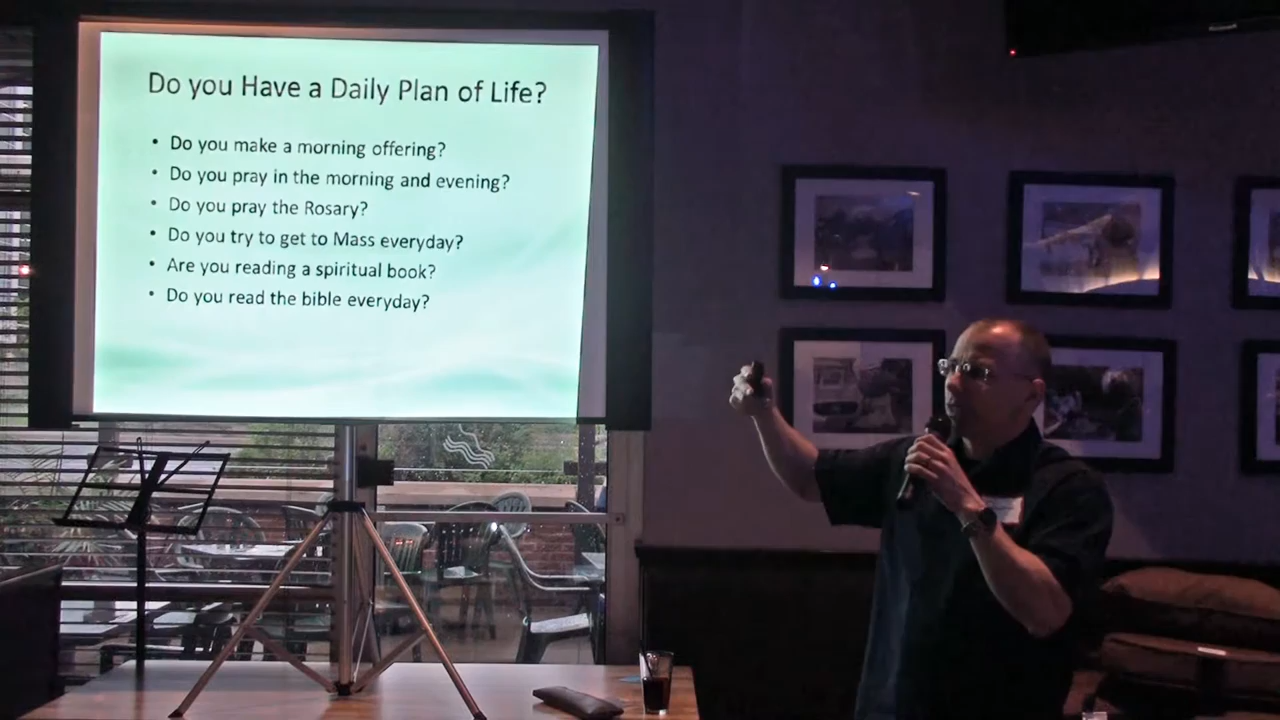 Do you Have a Daily Plan of Life?
• Do you make a morning offering?
• Do you pray in the morning and evening?
• Do you pray the Rosary?
• Do you try to get to Mass everyday?
• Are you reading a spiritual book?
• Do you read the bible everyday?